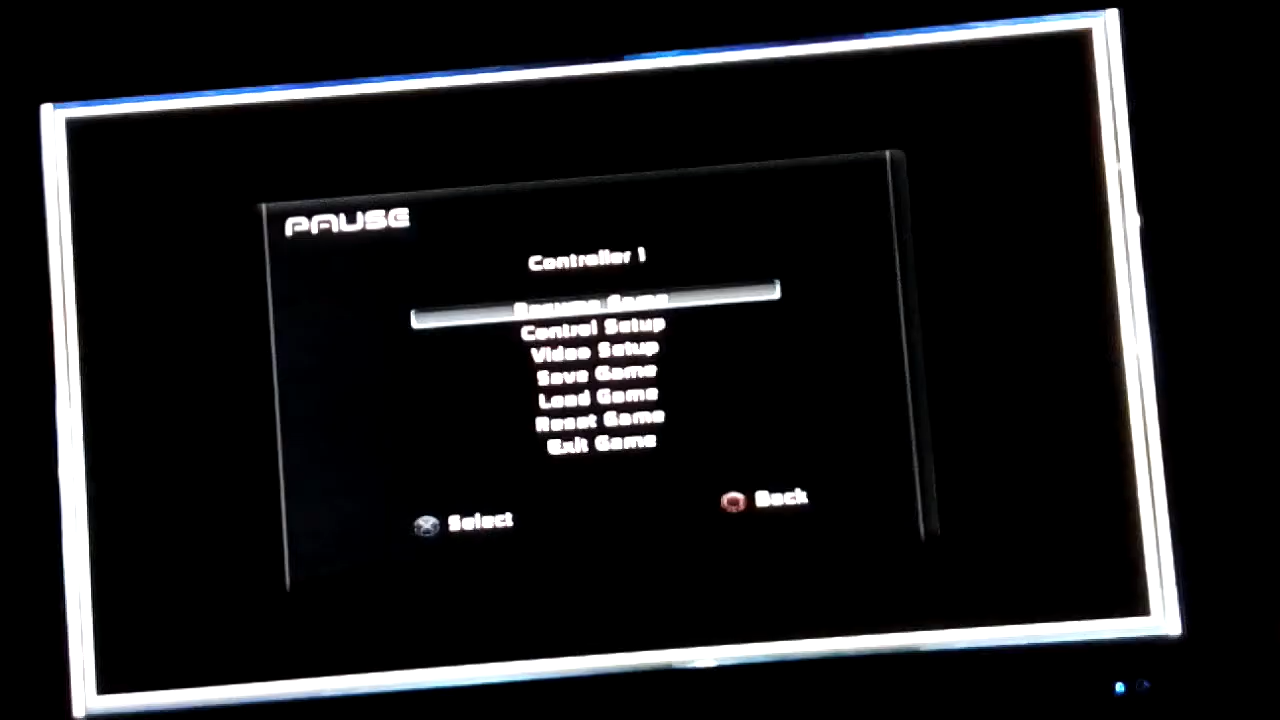 PAUSE
Controller 1
Resume Game
Control Setup
Video Setup
Save Game
Load Game
Reset Game
Exit Game
Select
Back